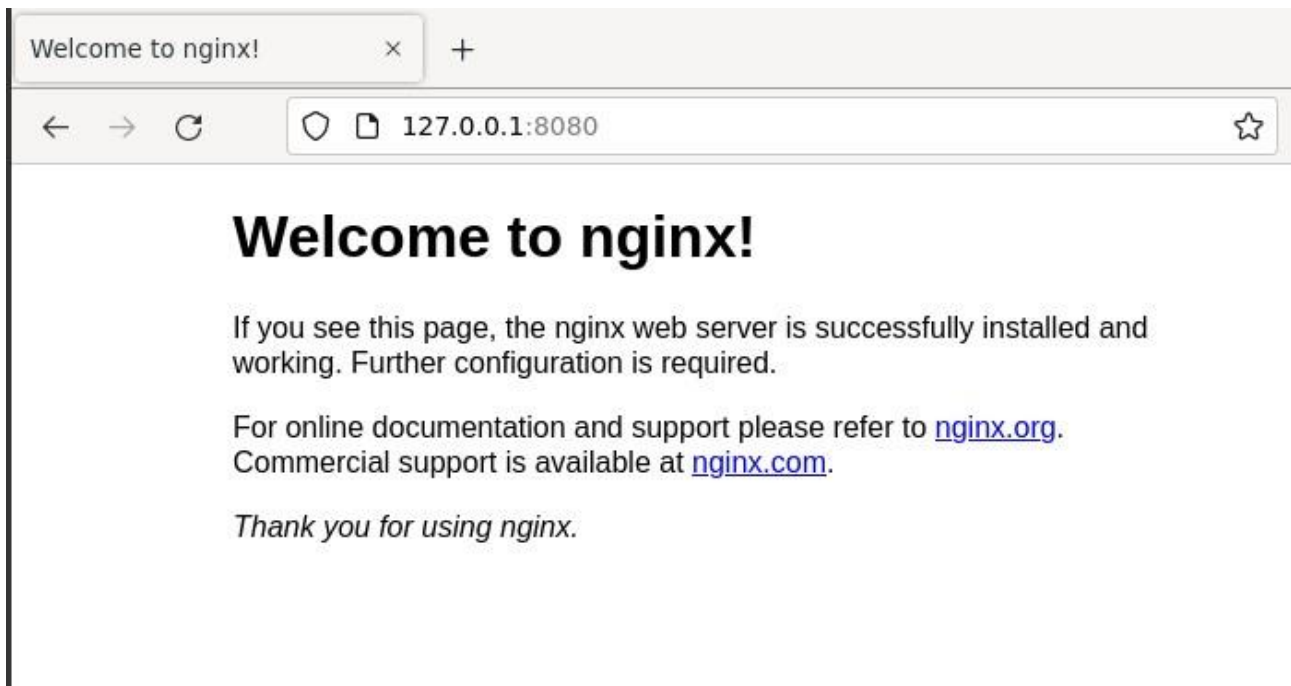 Welcome to nginx!
127.0.0.1:8080
Welcome to nginx!
If you see this page, the nginx web server is successfully installed and
working. Further configuration is required.
For online documentation and support please refer to nginx.org.
Commercial support is available at nginx.com.
Thank you for using nginx.